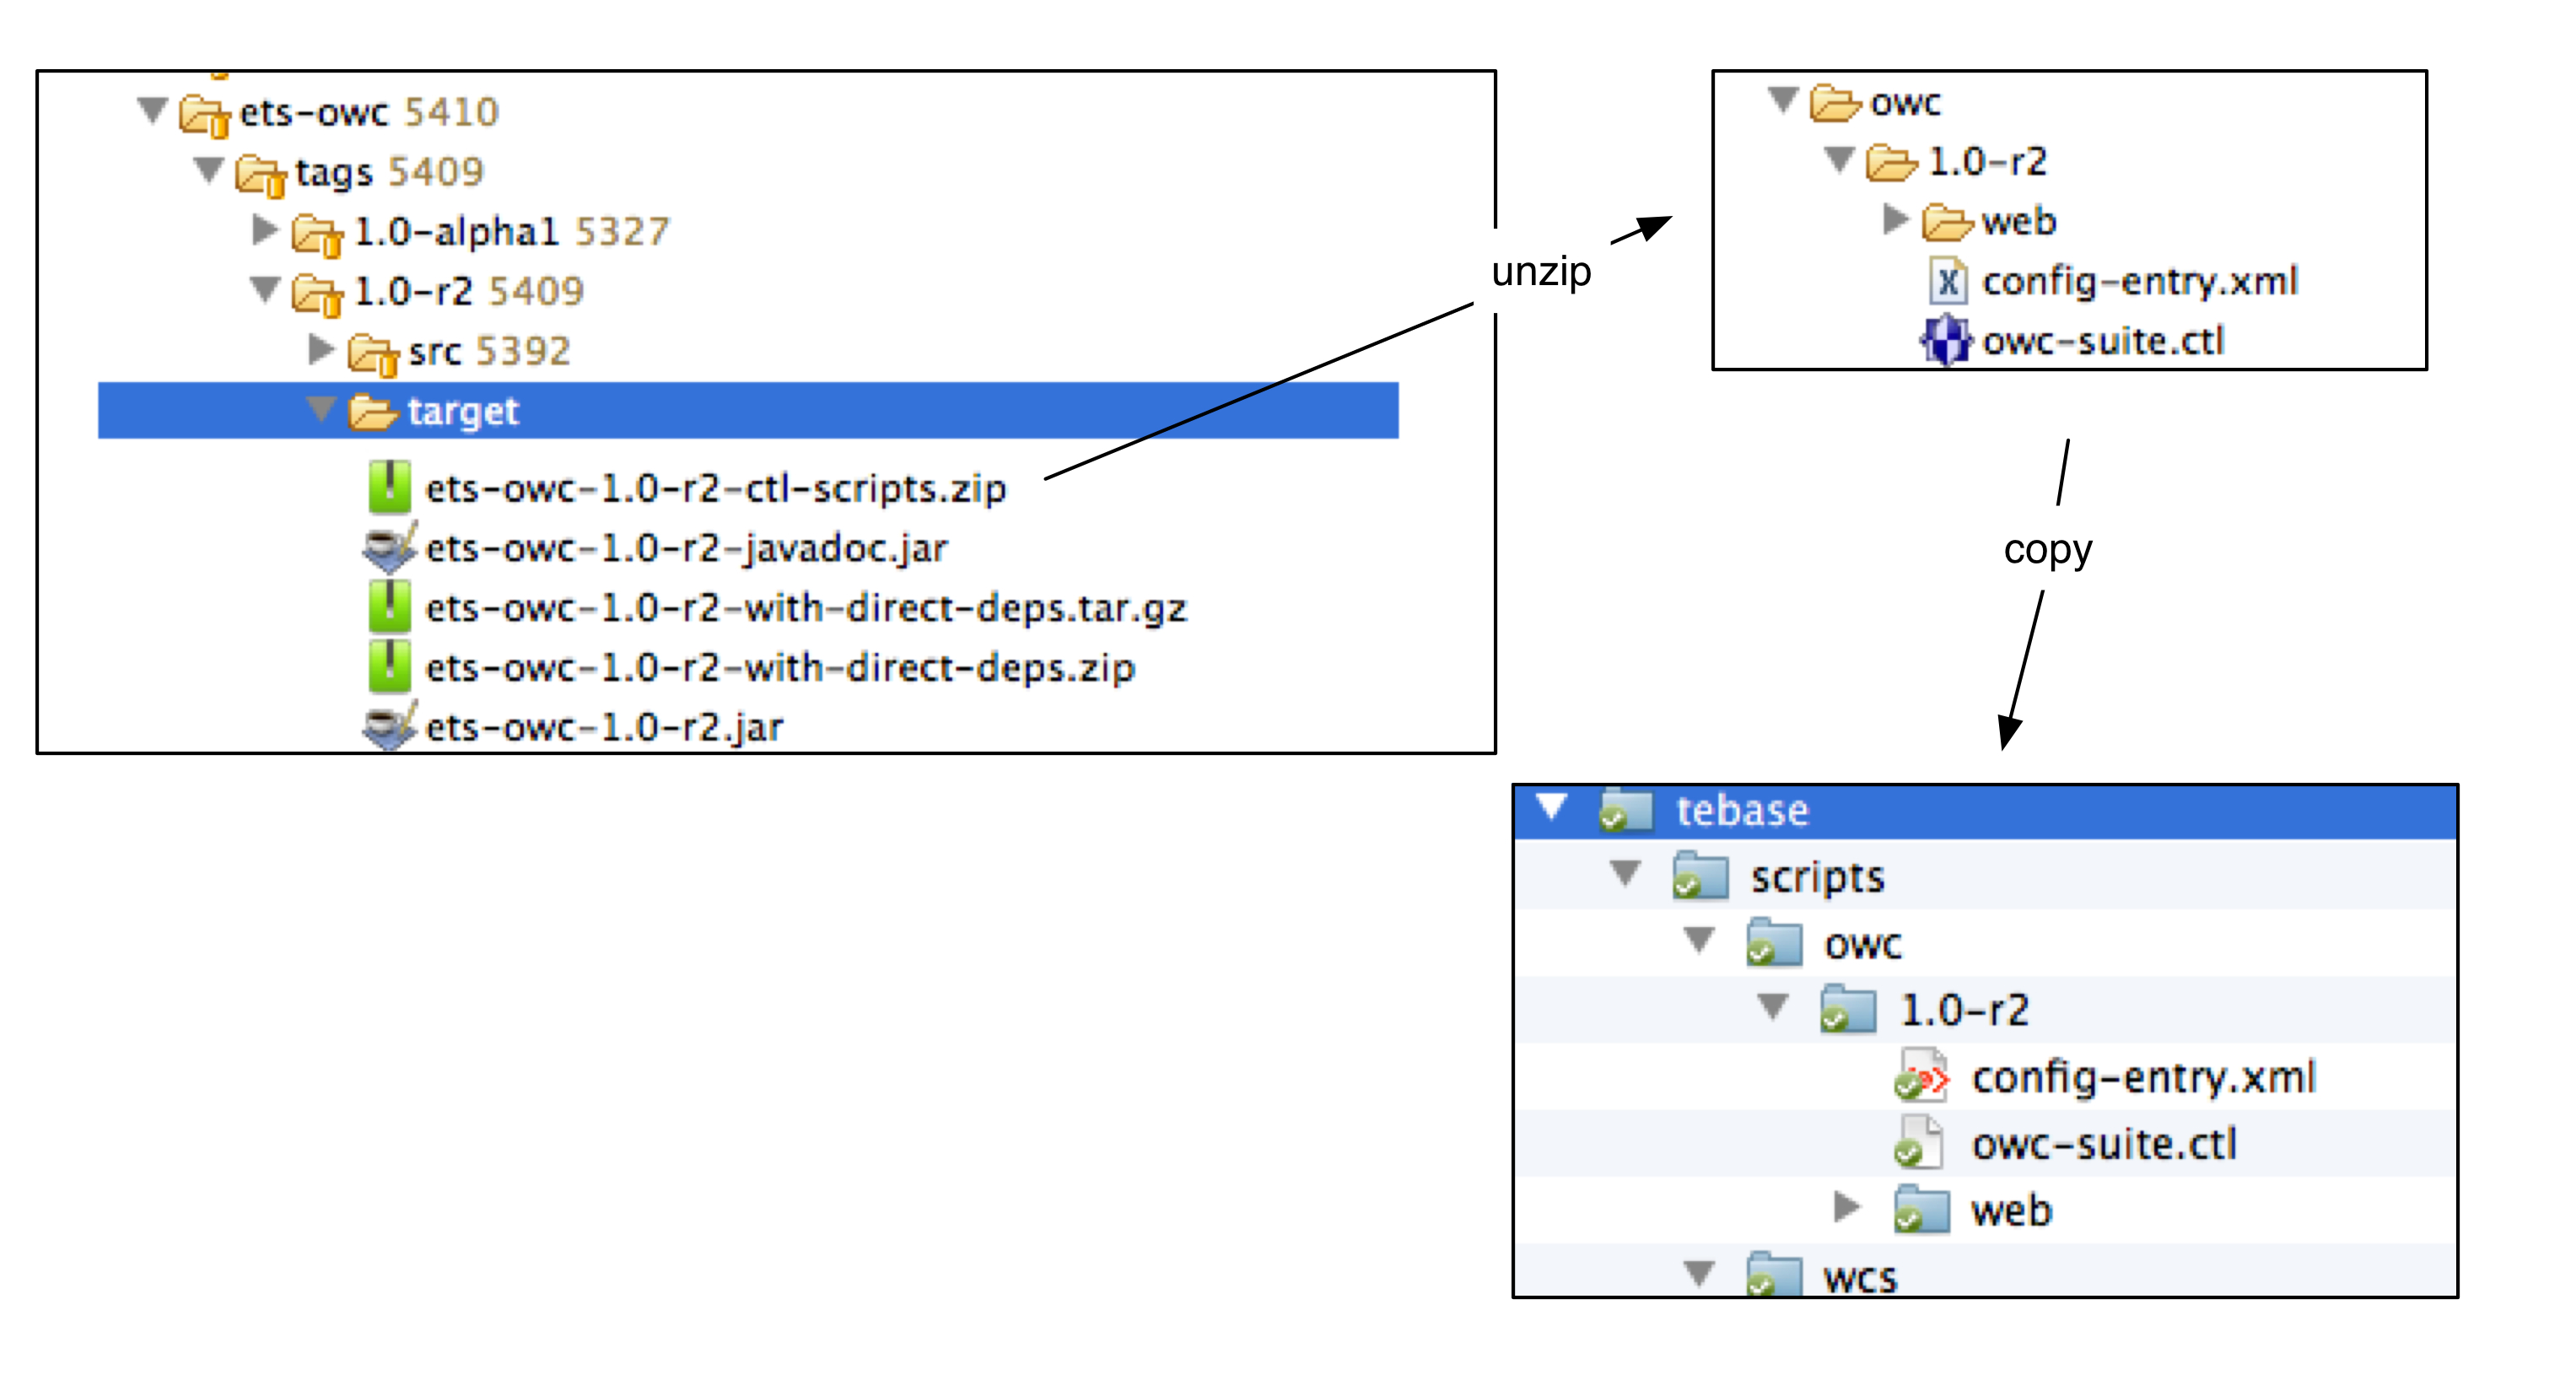 ets-owc 5410
tags 5409
1.0-alpha1 5327
1.0-r2 5409
src 5392
target
ets-owc-1.0-r2-ctl-scripts.zip
ets-owc-1.0-r2-javadoc.jar
ets-owc-1.0-r2-with-direct-deps.tar.gz
ets-owc-1.0-r2-with-direct-deps.zip
ets-owc-1.0-r2.jar
unzip
owc
1.0-r2
web
config-entry.xml
owc-suite.ctl
copy
tebase
scripts
owc
1.0-r2
config-entry.xml
owc-suite.ctl
web
wcs